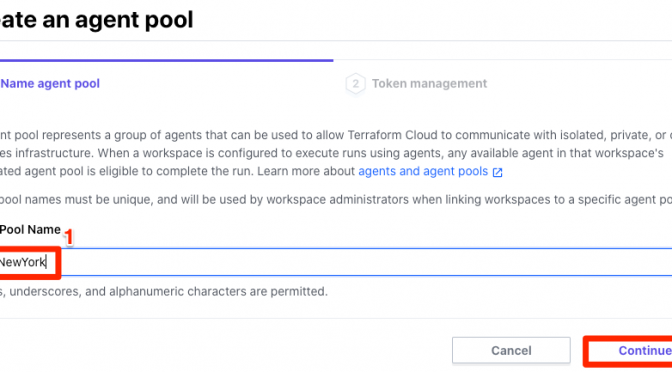 ate an agent pool
Name agent pool
2 Token management
nt pool represents a group of agents that can be used to allow Terraform Cloud to communicate with isolated, private, or
es infrastructure. When a workspace is configured to execute runs using agents, any available agent in that workspace's
ated agent pool is eligible to complete the run. Learn more about agents and agent pools
pool names must be unique, and will be used by workspace administrators when linking workspaces to a specific agent po
Pool Name
1
NewYork
s, underscores, and alphanumeric characters are permitted.
Cancel
Continue